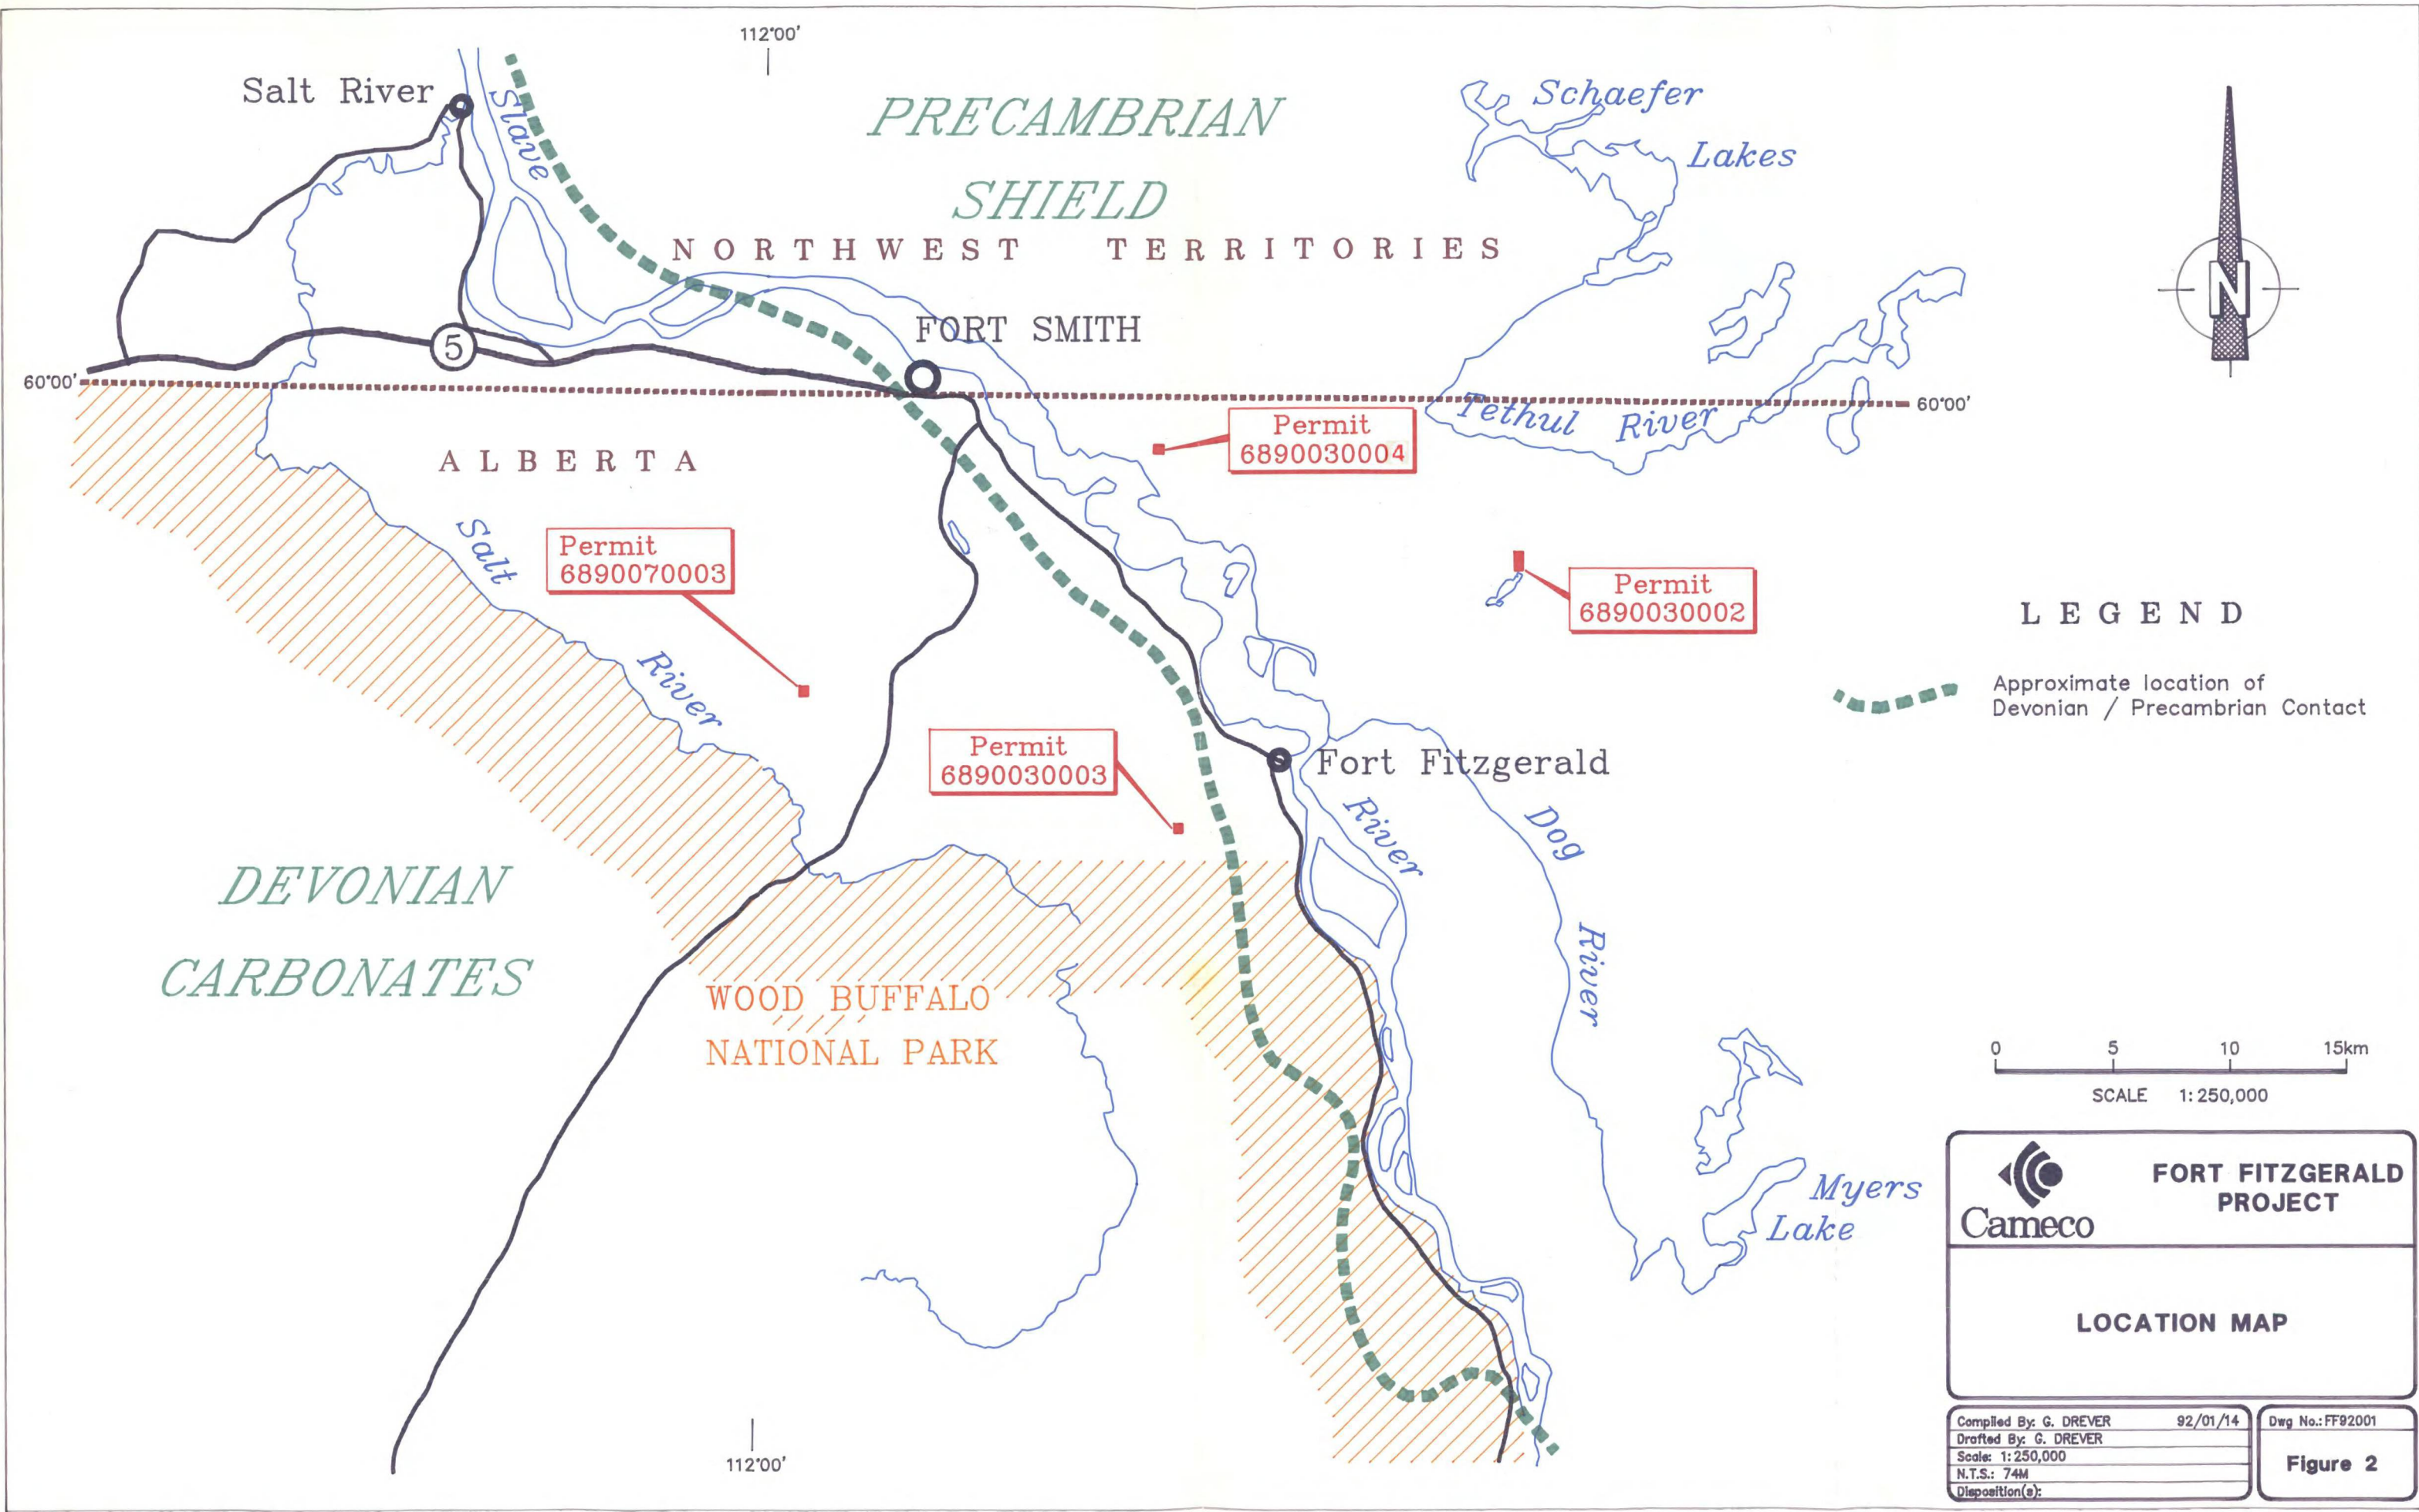 112°00'
Salt River
Slave
PRECAMBRIAN
SHIELD
Schaefer
Lakes
NORTHWEST TERRITORIES
N
FORT SMITH
5
60°00'
60°00'
Tethul River
ALBERTA
Permit
6890030004
Salt
River
Permit
6890070003
Permit
6890030002
LEGEND
Approximate location of
Devonian / Precambrian Contact
Permit
6890030003
Fort Fitzgerald
River
Dog
River
DEVONIAN
CARBONATES
WOOD BUFFALO
NATIONAL PARK
0 5 10 15km
SCALE 1:250,000
Myers
Lake
112°00'
Cameco
FORT FITZGERALD
PROJECT
LOCATION MAP
Compiled By: G. DREVER 92/01/14
Drafted By: G. DREVER
Scale: 1:250,000
N.T.S.: 74M
Disposition(s):
Dwg No.: FF92001
Figure 2